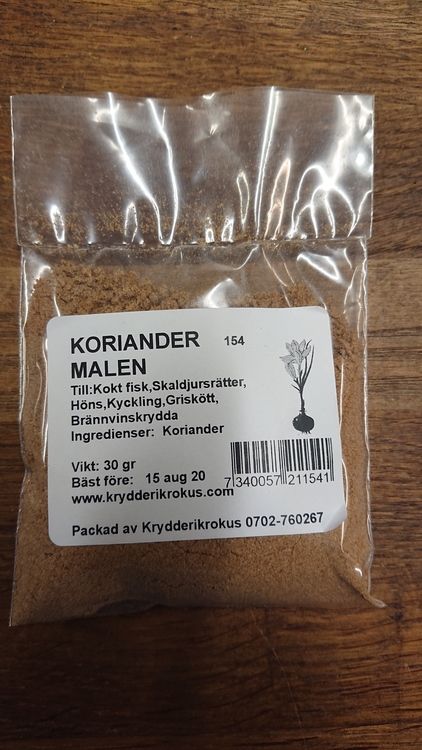 KORIANDER 154
MALEN
Till:Kokt fisk,Skaldjursrätter,
Höns,Kyckling,Griskött,
Brännvinskrydda
Ingredienser: Koriander
Vikt: 30 gr
Bäst före: 15 aug 20
www.krydderikrokus.com
7 340057 211541
Packad av Krydderikrokus 0702-760267